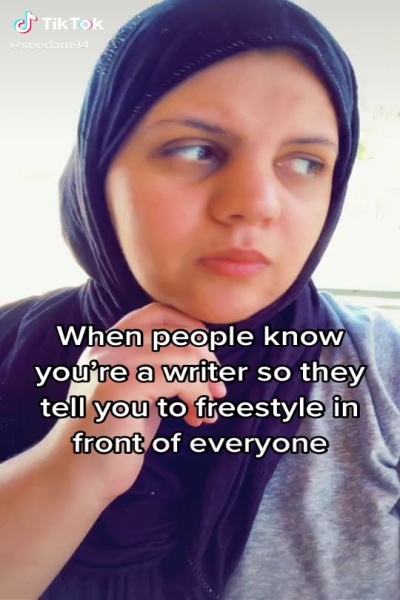 TikTok
@seedam94
When people know
you're a writer so they
tell you to freestyle in
front of everyone